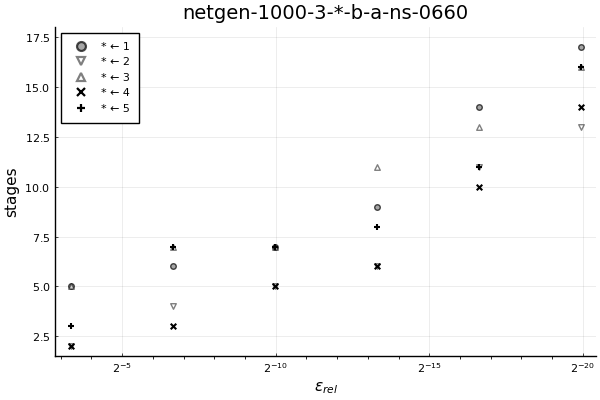 netgen-1000-3-*-b-a-ns-0660
17.5
15.0
12.5
10.0
7.5
5.0
2.5
stages
* ← 1
* ← 2
* ← 3
* ← 4
* ← 5
2⁻⁵ 2⁻¹⁰ 2⁻¹⁵ 2⁻²⁰
ε_rel